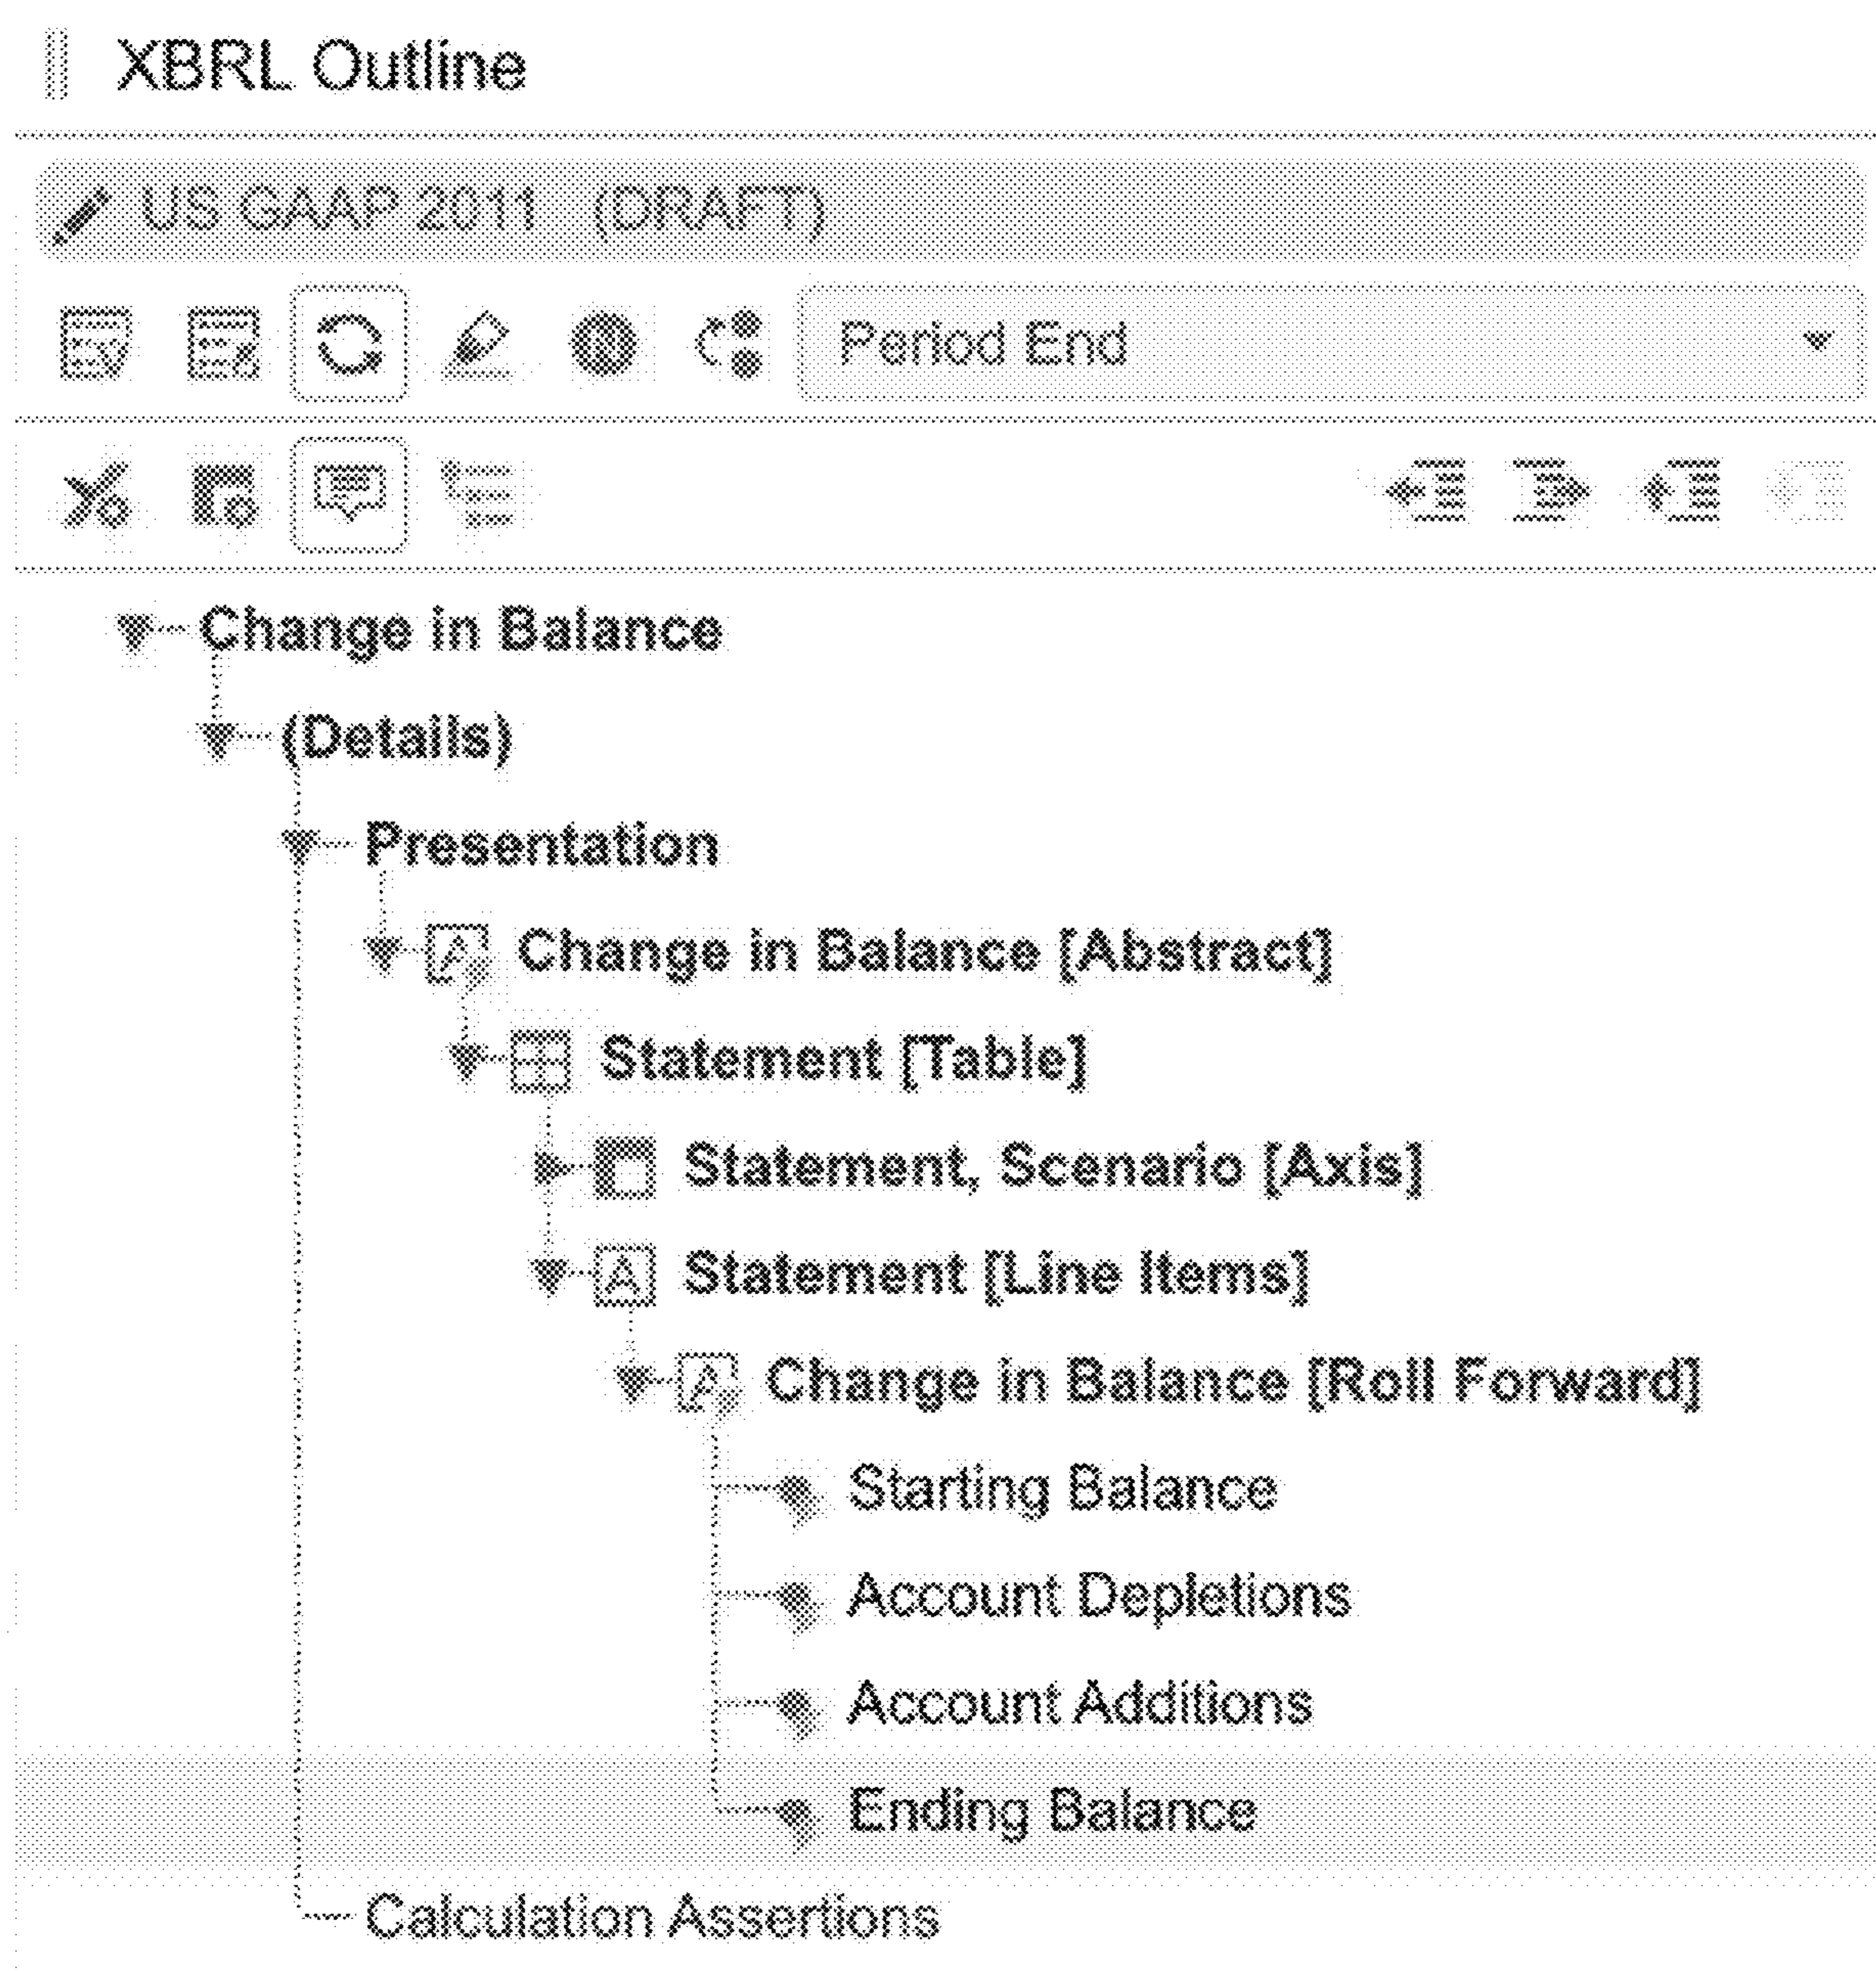 XBRL Outline
US GAAP 2011 (DRAFT)
Period End
Change in Balance
(Details)
Presentation
A Change in Balance [Abstract]
Statement [Table]
Statement, Scenario [Axis]
A Statement [Line Items]
A Change in Balance [Roll Forward]
Starting Balance
Account Depletions
Account Additions
Ending Balance
Calculation Assertions